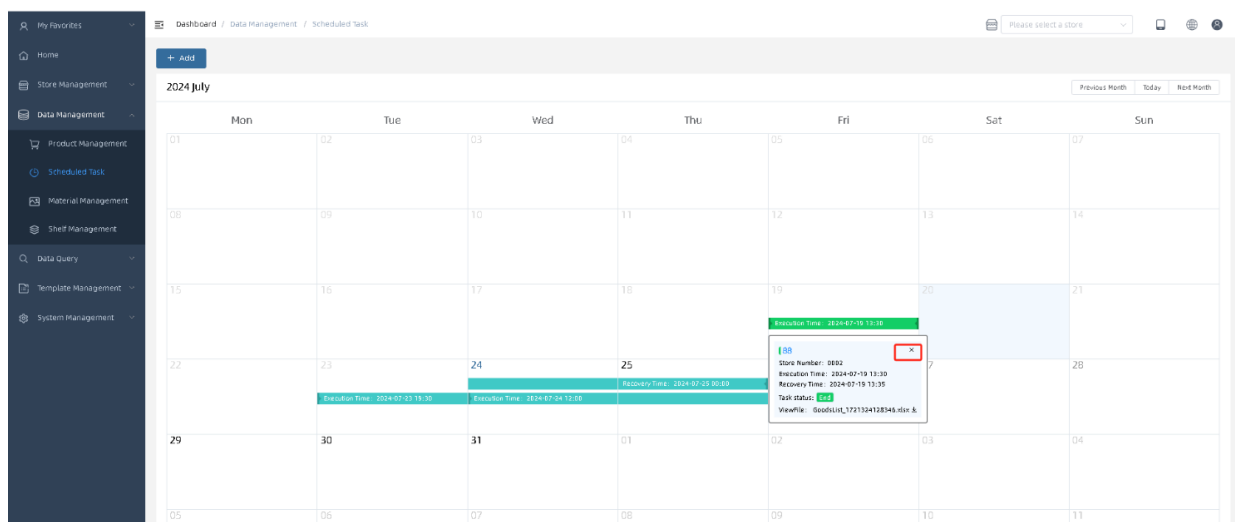 My Favorites
Dashboard / Data Management / Scheduled Task
Please select a store
Home
+ Add
Store Management
2024 July
Previous Month Today Next Month
Data Management
Mon Tue Wed Thu Fri Sat Sun
Product Management
Scheduled Task
Material Management
Shelf Management
Data Query
Template Management
System Management
01 02 03 04 05 06 07
08 09 10 11 12 13 14
15 16 17 18 19 20 21
Execution Time: 2024-07-19 13:30
88
Store Number: 0002
Execution Time: 2024-07-19 13:30
Recovery Time: 2024-07-19 13:35
Task status: End
ViewFile: GoodsList_1721324128346.xlsx
22 23 24 25 7 28
Recovery Time: 2024-07-25 00:00
Execution Time: 2024-07-23 19:30 Execution Time: 2024-07-24 12:00
29 30 31 01 02 03 04
05 06 07 08 09 10 11